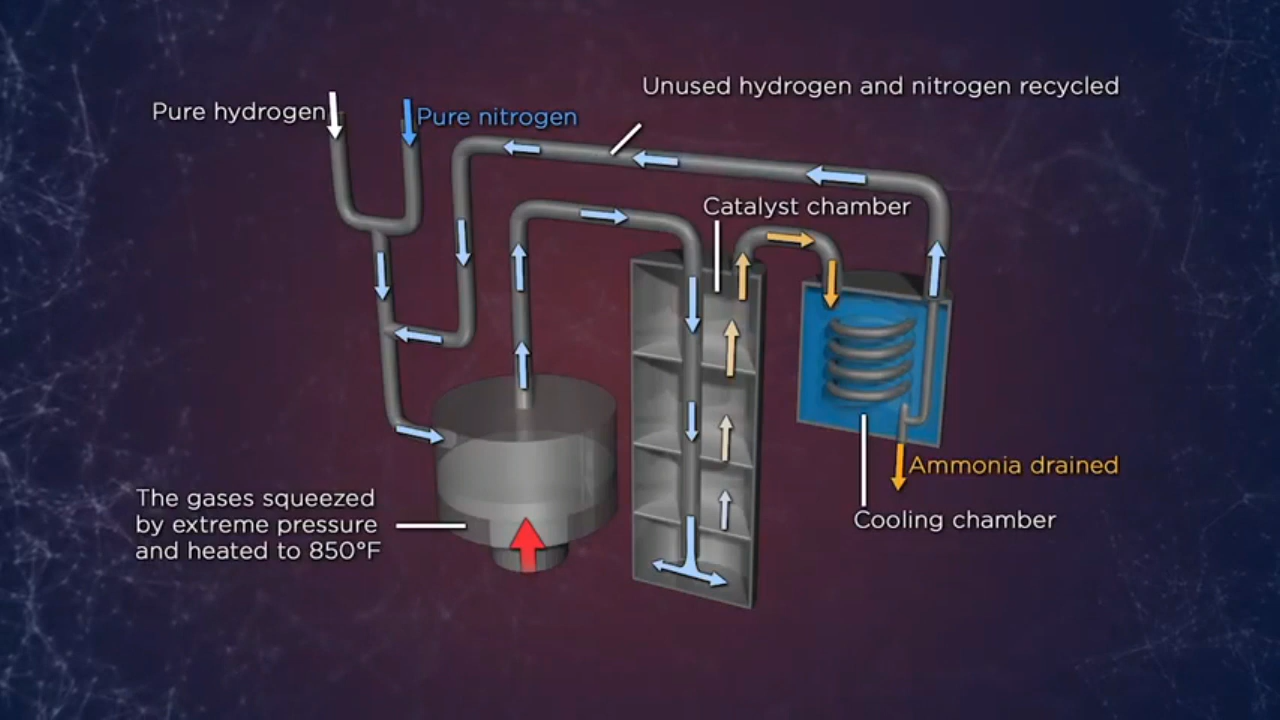 Unused hydrogen and nitrogen recycled
Pure hydrogen
Pure nitrogen
Catalyst chamber
Ammonia drained
The gases squeezed
by extreme pressure
and heated to 850°F
Cooling chamber